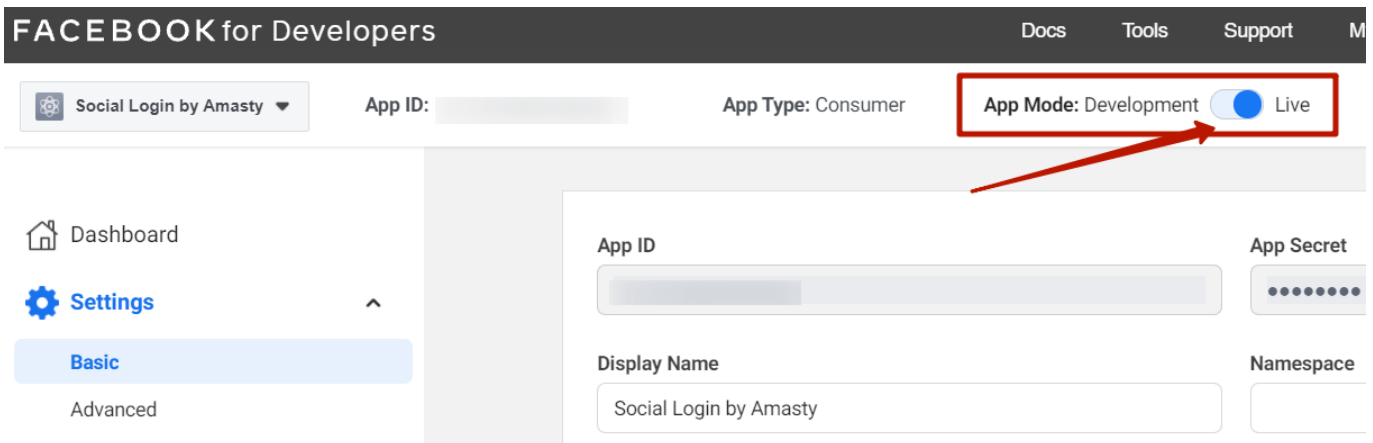 FACEBOOK for Developers Docs Tools Support M
Social Login by Amasty App ID: App Type: Consumer App Mode: Development Live
Dashboard
App ID App Secret
Settings
Display Name Namespace
Basic
Social Login by Amasty
Advanced